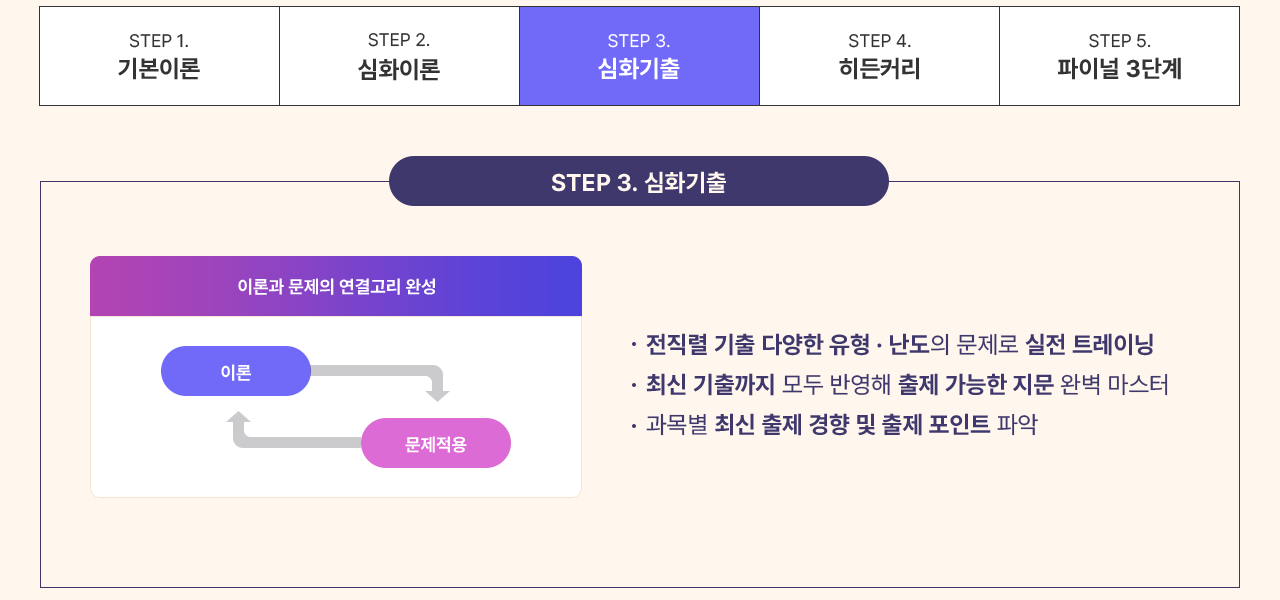 STEP 1.
기본이론
STEP 2.
심화이론
STEP 3.
심화기출
STEP 4.
히든커리
STEP 5.
파이널 3단계
STEP 3. 심화기출
이론과 문제의 연결고리 완성
이론
문제적용
· 전직렬 기출 다양한 유형 · 난도의 문제로 실전 트레이닝
· 최신 기출까지 모두 반영해 출제 가능한 지문 완벽 마스터
· 과목별 최신 출제 경향 및 출제 포인트 파악